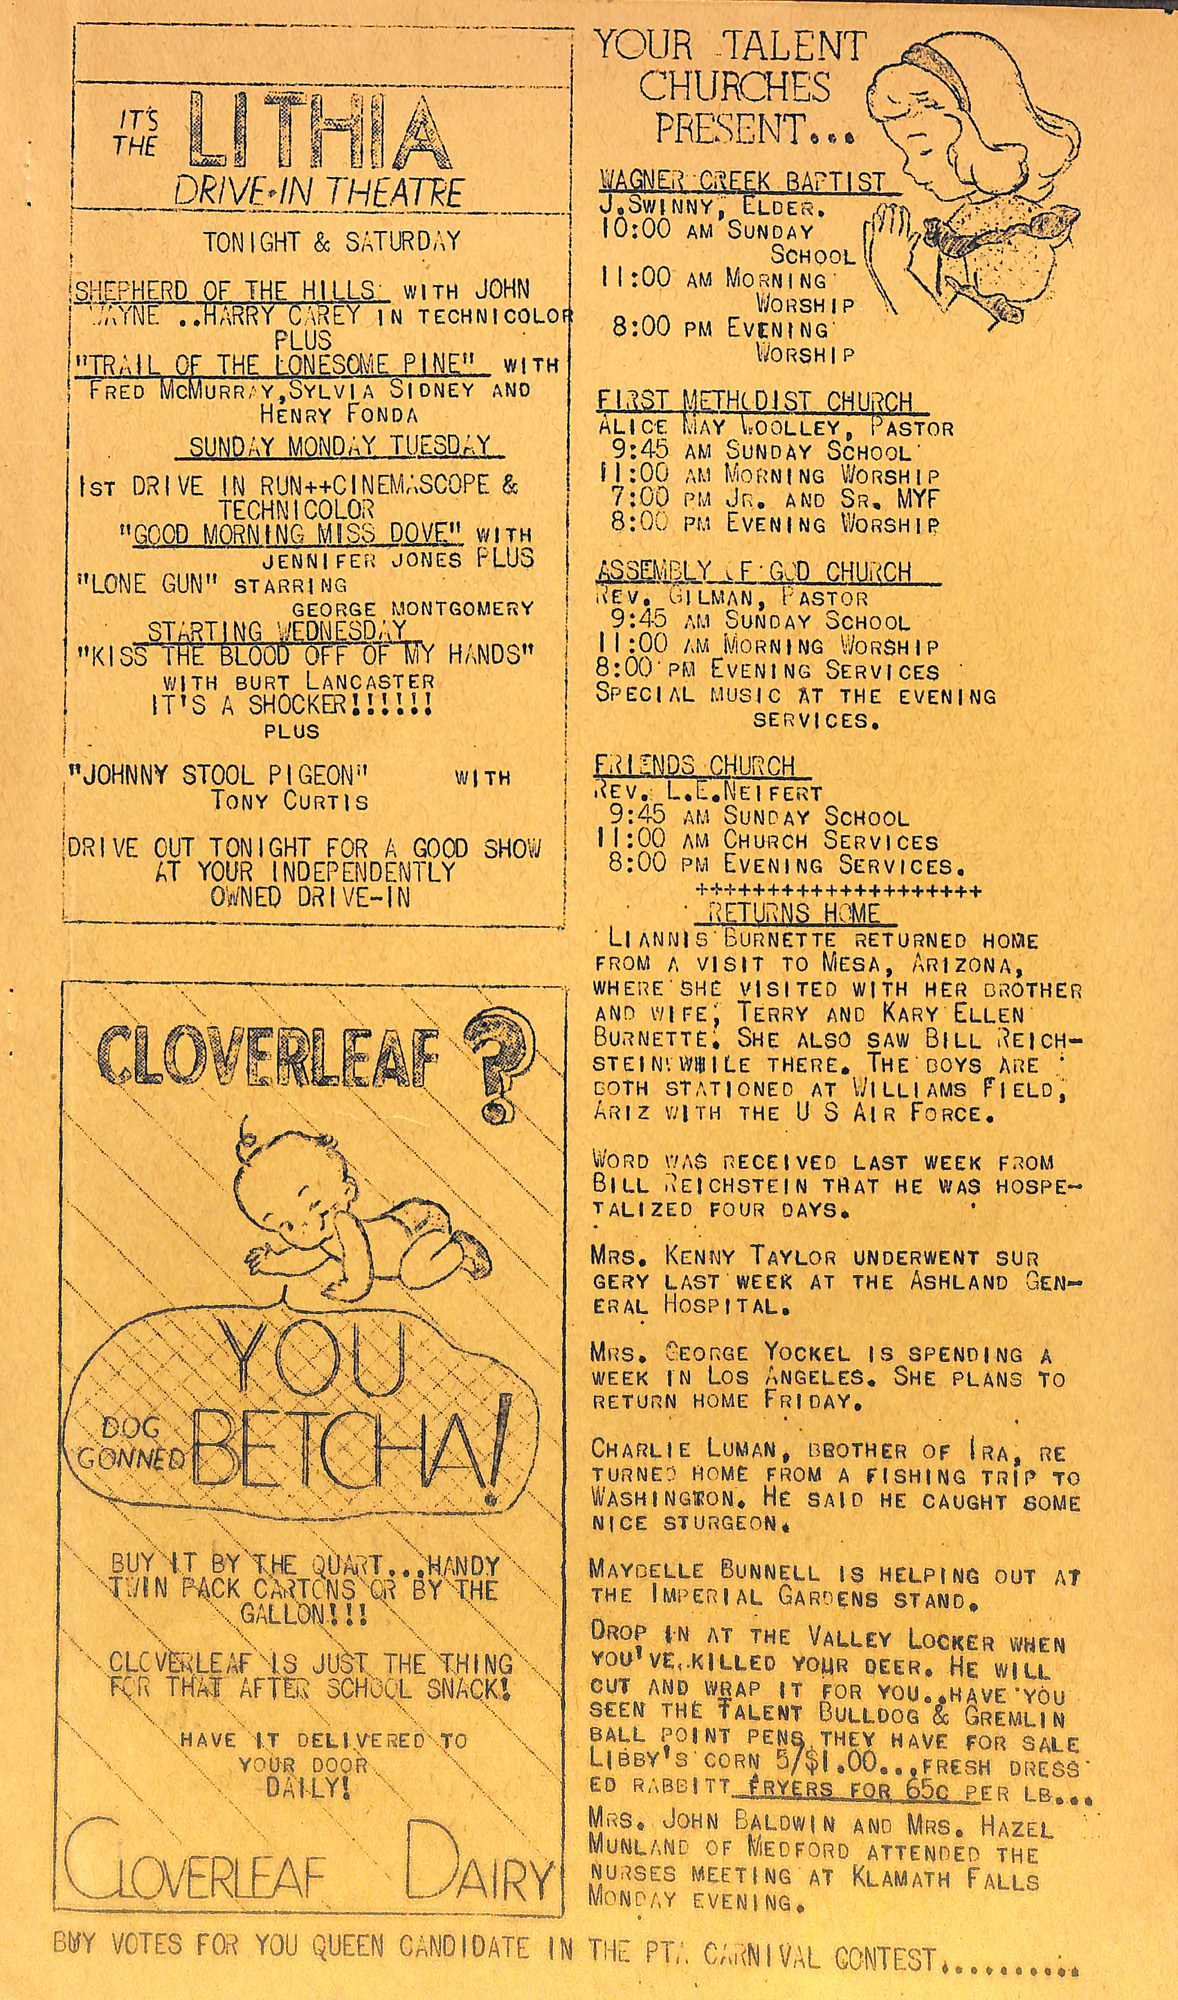 IT'S
THE
LITHIA
DRIVE-IN THEATRE
TONIGHT & SATURDAY
SHEPHERD OF THE HILLS WITH JOHN
WAYNE ..HARRY CAREY IN TECHNICOLOR
PLUS
"TRAIL OF THE LONESOME PINE" WITH
FRED MCMURRAY,SYLVIA SIDNEY AND
HENRY FONDA
SUNDAY MONDAY TUESDAY
1ST DRIVE IN RUN++CINEMASCOPE &
TECHNICOLOR
"GOOD MORNING MISS DOVE" WITH
JENNIFER JONES PLUS
"LONE GUN" STARRING
GEORGE MONTGOMERY
STARTING WEDNESDAY
"KISS THE BLOOD OFF OF MY HANDS"
WITH BURT LANCASTER
IT'S A SHOCKER!!!!!!
PLUS
"JOHNNY STOOL PIGEON" WITH
TONY CURTIS
DRIVE OUT TONIGHT FOR A GOOD SHOW
AT YOUR INDEPENDENTLY
OWNED DRIVE-IN
CLOVERLEAF ?
YOU
DOG
GONNED
BETCHA!
BUY IT BY THE QUART...HANDY
TWIN PACK CARTONS OR BY THE
GALLON!!!
CLOVERLEAF IS JUST THE THING
FOR THAT AFTER SCHOOL SNACK!
HAVE IT DELIVERED TO
YOUR DOOR
DAILY!
CLOVERLEAF DAIRY
YOUR TALENT
CHURCHES
PRESENT...
WAGNER CREEK BAPTIST
J.SWINNY, ELDER.
10:00 AM SUNDAY
SCHOOL
11:00 AM MORNING
WORSHIP
8:00 PM EVENING
WORSHIP
FIRST METHODIST CHURCH
ALICE MAY WOOLLEY, PASTOR
9:45 AM SUNDAY SCHOOL
11:00 AM MORNING WORSHIP
7:00 PM JR. AND SR. MYF
8:00 PM EVENING WORSHIP
ASSEMBLY OF GOD CHURCH
REV. GILMAN, PASTOR
9:45 AM SUNDAY SCHOOL
11:00 AM MORNING WORSHIP
8:00 PM EVENING SERVICES
SPECIAL MUSIC AT THE EVENING
SERVICES.
FRIENDS CHURCH
REV. L.E.NEIFERT
9:45 AM SUNDAY SCHOOL
11:00 AM CHURCH SERVICES
8:00 PM EVENING SERVICES.
++++++++++++++++++++
RETURNS HOME
LIANNIS BURNETTE RETURNED HOME
FROM A VISIT TO MESA, ARIZONA,
WHERE SHE VISITED WITH HER BROTHER
AND WIFE, TERRY AND KARY ELLEN
BURNETTE. SHE ALSO SAW BILL REICH-
STEIN WHILE THERE. THE BOYS ARE
BOTH STATIONED AT WILLIAMS FIELD,
ARIZ WITH THE U S AIR FORCE.
WORD WAS RECEIVED LAST WEEK FROM
BILL REICHSTEIN THAT HE WAS HOSPE-
TALIZED FOUR DAYS.
MRS. KENNY TAYLOR UNDERWENT SUR
GERY LAST WEEK AT THE ASHLAND GEN-
ERAL HOSPITAL.
MRS. GEORGE YOCKEL IS SPENDING A
WEEK IN LOS ANGELES. SHE PLANS TO
RETURN HOME FRIDAY.
CHARLIE LUMAN, BROTHER OF IRA, RE
TURNED HOME FROM A FISHING TRIP TO
WASHINGTON. HE SAID HE CAUGHT SOME
NICE STURGEON.
MAYBELLE BUNNELL IS HELPING OUT AT
THE IMPERIAL GARDENS STAND.
DROP IN AT THE VALLEY LOCKER WHEN
YOU'VE KILLED YOUR DEER. HE WILL
CUT AND WRAP IT FOR YOU..HAVE YOU
SEEN THE TALENT BULLDOG & GREMLIN
BALL POINT PENS THEY HAVE FOR SALE
LIBBY'S CORN 5/$1.00...FRESH DRESS
ED RABBITT FRYERS FOR 65C PER LB...
MRS. JOHN BALDWIN AND MRS. HAZEL
MUNLAND OF MEDFORD ATTENDED THE
NURSES MEETING AT KLAMATH FALLS
MONDAY EVENING.
BUY VOTES FOR YOU QUEEN CANDIDATE IN THE PTA CARNIVAL CONTEST..........